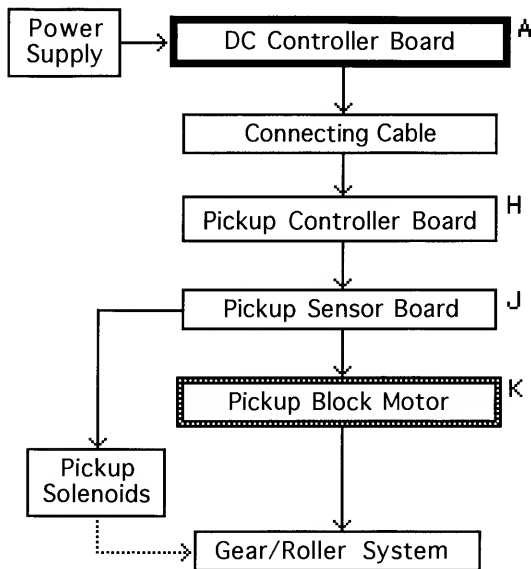 Power
Supply
DC Controller Board
A
Connecting Cable
Pickup Controller Board
H
Pickup Sensor Board
J
Pickup Block Motor
K
Pickup
Solenoids
Gear/Roller System